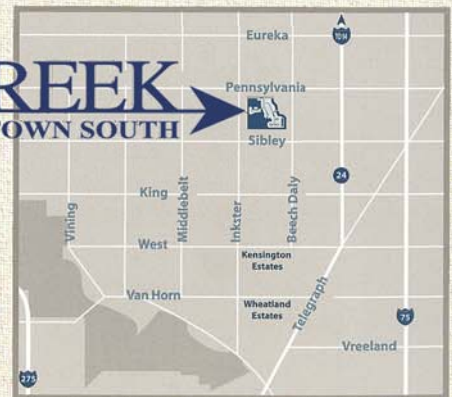 REEK
TOWN SOUTH
Eureka
Pennsylvania
Sibley
24
King
Vining
Middlebelt
Inkster
Beech Daly
West
Kensington
Estates
Van Horn
Wheatland
Estates
Telegraph
75
Vreeland
275